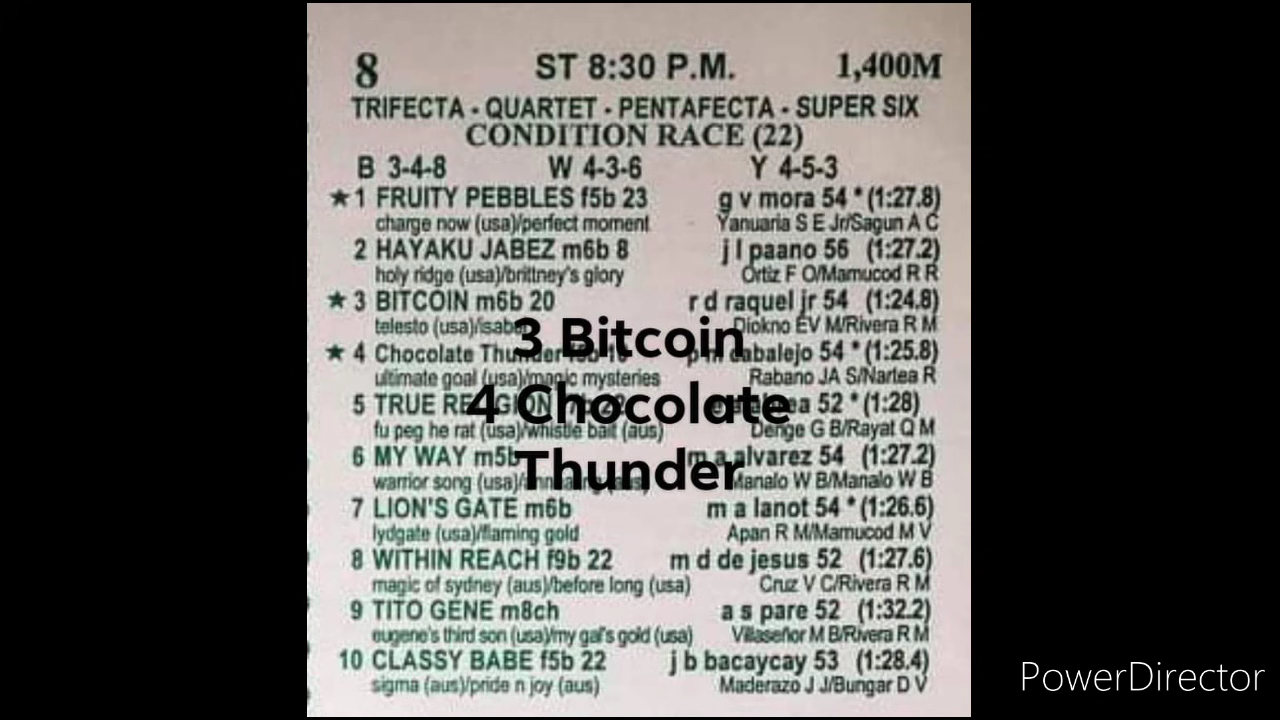 8 ST 8:30 P.M. 1,400M
TRIFECTA - QUARTET - PENTAFECTA - SUPER SIX
CONDITION RACE (22)
B 3-4-8 W 4-3-6 Y 4-5-3
★ 1 FRUITY PEBBLES f5b 23 g v mora 54 * (1:27.8)
charge now (usa)/perfect moment Yanuaria S E Jr/Sagun A C
2 HAYAKU JABEZ m6b 8 j l paano 56 (1:27.2)
holy ridge (usa)/brittney's glory Ortiz F O/Mamucod R R
★ 3 BITCOIN m6b 20 r d raquel jr 54 (1:24.8)
telesto (usa)/isabel Diokno EV M/Rivera R M
3 Bitcoin
★ 4 Chocolate Thunder p m cabalejo 54 * (1:25.8)
ultimate goal (usa)/magic mysteries Rabano JA S/Nartea R
4 Chocolate
5 TRUE RELIGION 52 * (1:28)
fu peg he rat (usa)/whistle bait (aus) Denge G B/Rayat Q M
6 MY WAY m5b m a alvarez 54 (1:27.2)
Thunder
warrior song (usa)/ Manalo W B/Manalo W B
7 LION'S GATE m6b m a lanot 54 * (1:26.6)
lydgate (usa)/flaming gold Apan R M/Mamucod M V
8 WITHIN REACH f9b 22 m d de jesus 52 (1:27.6)
magic of sydney (aus)/before long (usa) Cruz V C/Rivera R M
9 TITO GENE m8ch a s pare 52 (1:32.2)
eugene's third son (usa)/my gal's gold (usa) Villaseñor M B/Rivera R M
10 CLASSY BABE f5b 22 j b bacaycay 53 (1:28.4)
sigma (aus)/pride n joy (aus) Maderazo J J/Bungar D V
PowerDirector